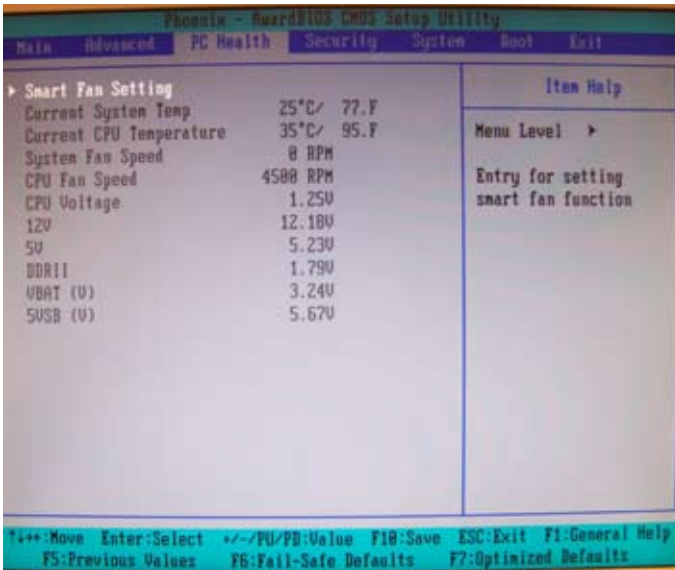 Phoenix - AwardBIOS CMOS Setup Utility
Main Advanced PC Health Security System Boot Exit
▶ Smart Fan Setting
Current System Temp 25°C/ 77.F
Current CPU Temperature 35°C/ 95.F
System Fan Speed 0 RPM
CPU Fan Speed 4500 RPM
CPU Voltage 1.25V
12V 12.18V
5V 5.23V
DDRII 1.79V
VBAT (V) 3.24V
5VSB (V) 5.67V
Item Help
Menu Level ▶
Entry for setting
smart fan function
↑↓↔:Move Enter:Select +/-/PU/PD:Value F10:Save ESC:Exit F1:General Help
F5:Previous Values F6:Fail-Safe Defaults F7:Optimized Defaults